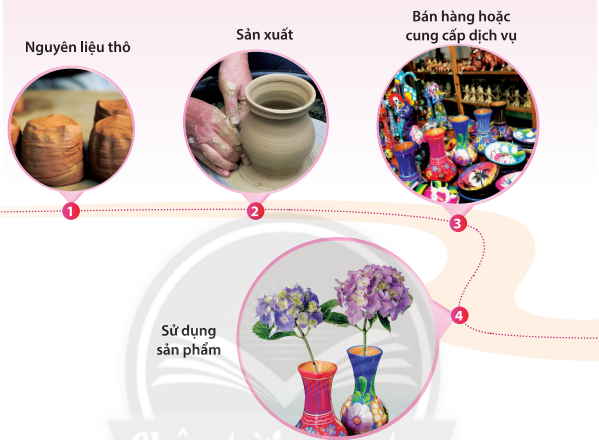 Nguyên liệu thô
Sản xuất
Bán hàng hoặc
cung cấp dịch vụ
1
2
3
4
Sử dụng
sản phẩm